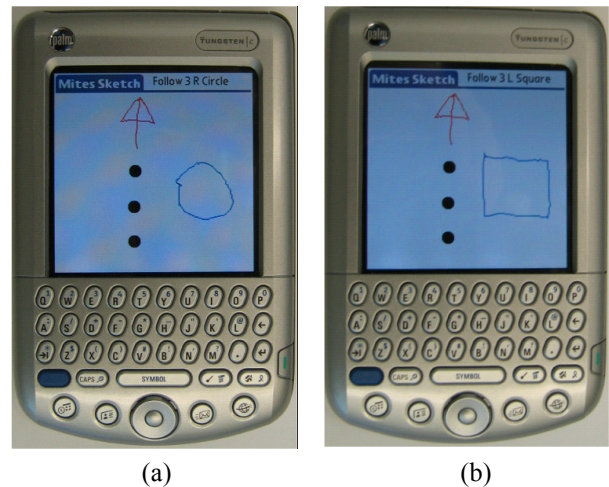 palm TUNGSTEN | C
Mites Sketch Follow 3 R Circle
Q W E R T Y U I O P
A S D F G H J K L
Z X C V B N M .
CAPS SYMBOL
(a)
palm TUNGSTEN | C
Mites Sketch Follow 3 L Square
Q W E R T Y U I O P
A S D F G H J K L
Z X C V B N M .
CAPS SYMBOL
(b)